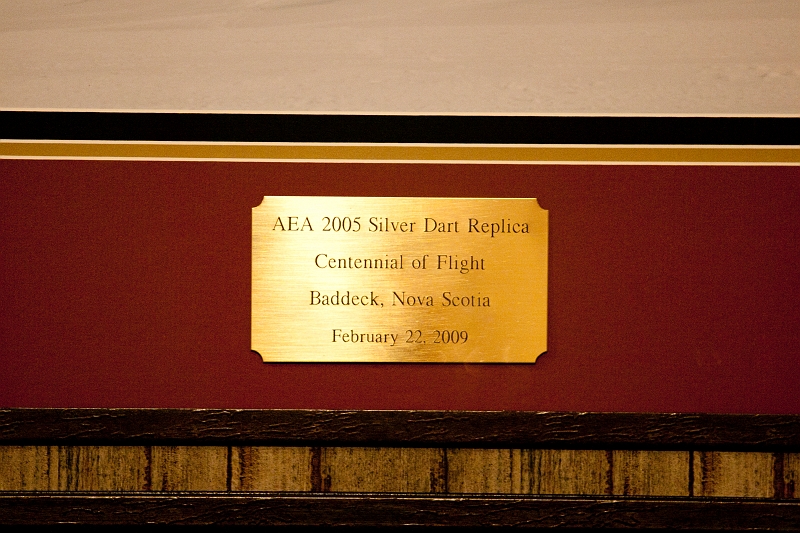 AEA 2005 Silver Dart Replica
Centennial of Flight
Baddeck, Nova Scotia
February 22, 2009